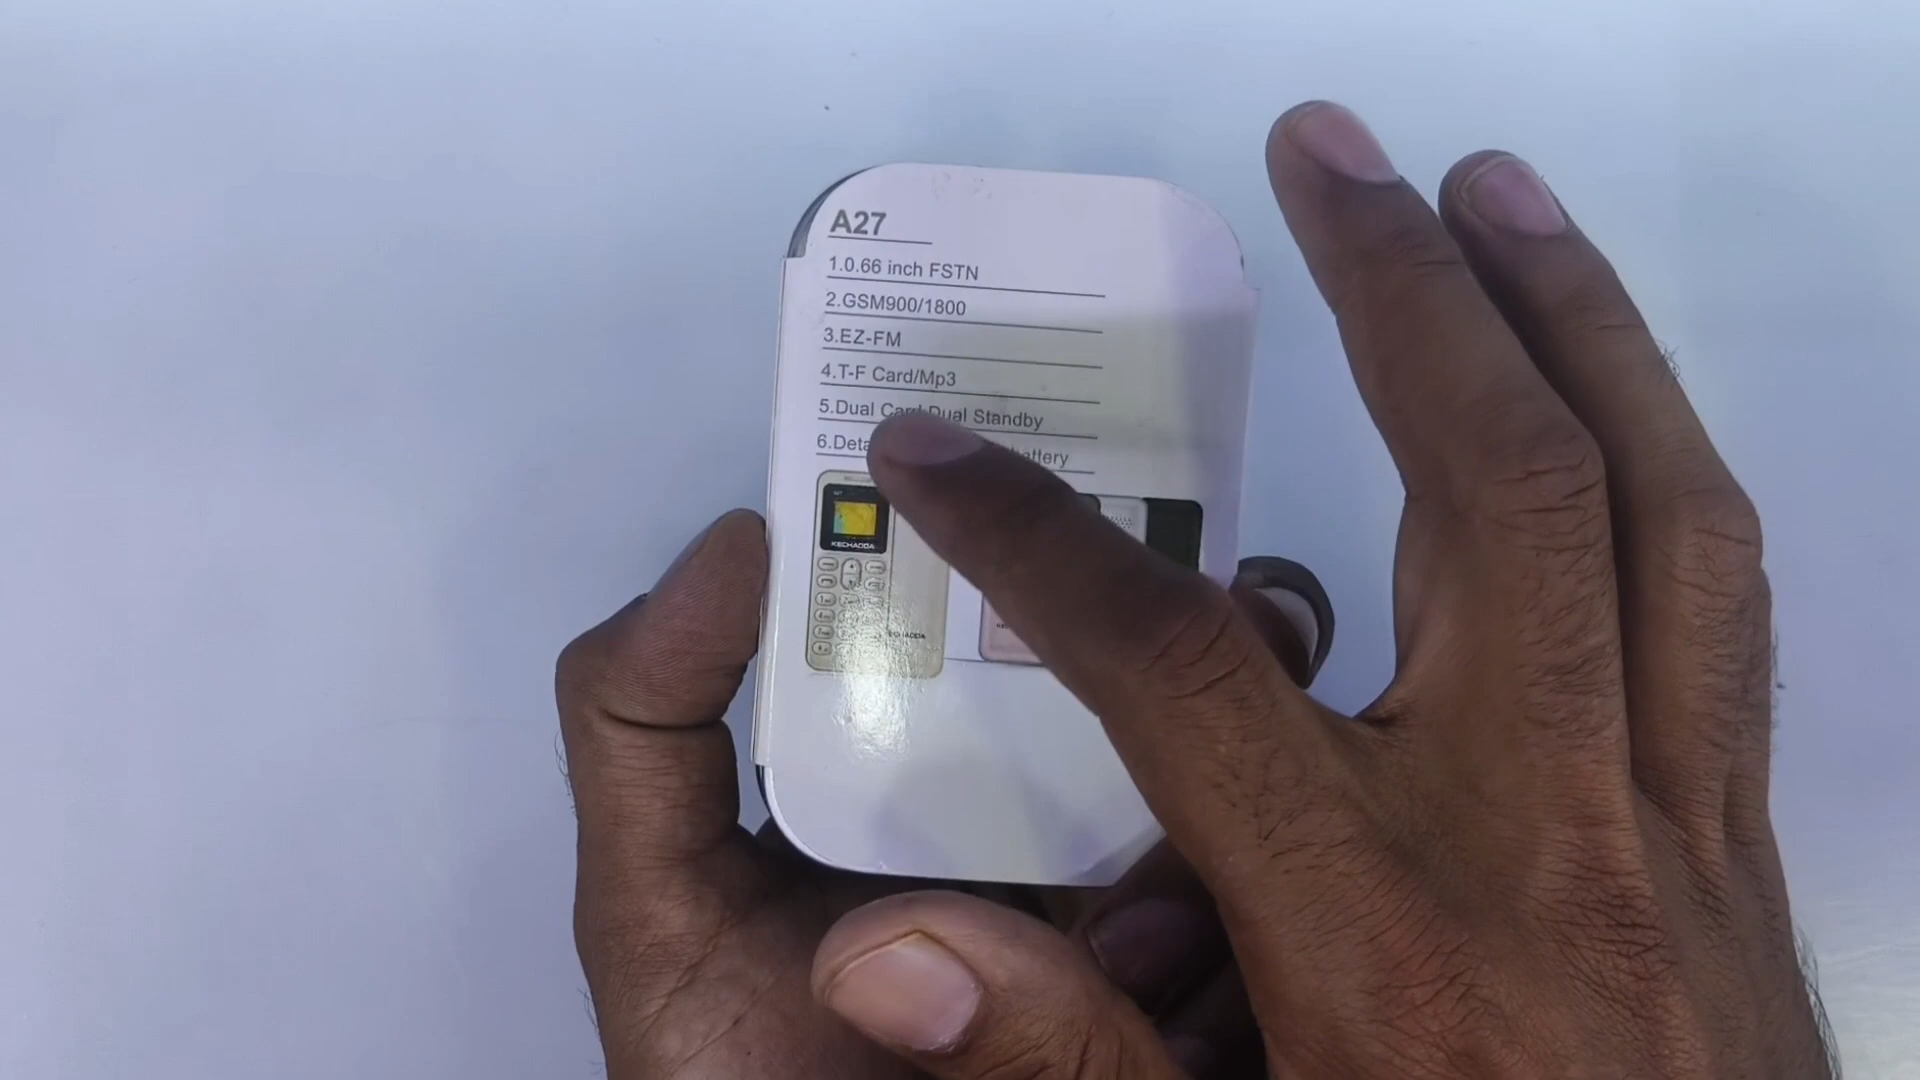 A27
1.0.66 inch FSTN
2.GSM900/1800
3.EZ-FM
4.T-F Card/Mp3
5.Dual Card Dual Standby
6. battery
KECHAODA